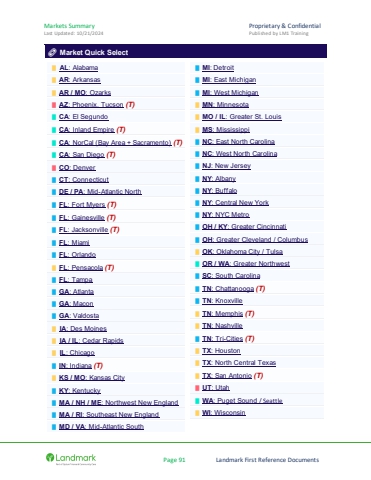 Markets Summary
Proprietary & Confidential
Last Updated: 10/21/2024
Published by LMS Training
Market Quick Select
AL: Alabama
AR: Arkansas
AR / MO: Ozarks
AZ: Phoenix, Tucson (T)
CA: El Segundo
CA: Inland Empire (T)
CA: NorCal (Bay Area + Sacramento) (T)
CA: San Diego (T)
CO: Denver
CT: Connecticut
DE / PA: Mid-Atlantic North
FL: Fort Myers (T)
FL: Gainesville (T)
FL: Jacksonville (T)
FL: Miami
FL: Orlando
FL: Pensacola (T)
FL: Tampa
GA: Atlanta
GA: Macon
GA: Valdosta
IA: Des Moines
IA / IL: Cedar Rapids
IL: Chicago
IN: Indiana (T)
KS / MO: Kansas City
KY: Kentucky
MA / NH / ME: Northwest New England
MA / RI: Southeast New England
MD / VA: Mid-Atlantic South
MI: Detroit
MI: East Michigan
MI: West Michigan
MN: Minnesota
MO / IL: Greater St. Louis
MS: Mississippi
NC: East North Carolina
NC: West North Carolina
NJ: New Jersey
NY: Albany
NY: Buffalo
NY: Central New York
NY: NYC Metro
OH / KY: Greater Cincinnati
OH: Greater Cleveland / Columbus
OK: Oklahoma City / Tulsa
OR / WA: Greater Northwest
SC: South Carolina
TN: Chattanooga (T)
TN: Knoxville
TN: Memphis (T)
TN: Nashville
TN: Tri-Cities (T)
TX: Houston
TX: North Central Texas
TX: San Antonio (T)
UT: Utah
WA: Puget Sound / Seattle
WI: Wisconsin
Landmark
Page 91
Landmark First Reference Documents